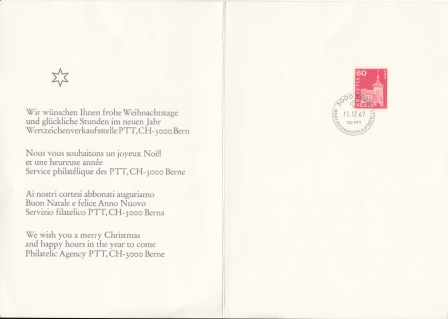 Wir wünschen Ihnen frohe Weihnachtstage
und glückliche Stunden im neuen Jahr
Wertzeichenverkaufsstelle PTT, CH-3000 Bern
Nous vous souhaitons un joyeux Noël
et une heureuse année
Service philatélique des PTT, CH-3000 Berne
Ai nostri cortesi abbonati auguriamo
Buon Natale e felice Anno Nuovo
Servizio filatelico PTT, CH-3000 Berna
We wish you a merry Christmas
and happy hours in the year to come
Philatelic Agency PTT, CH-3000 Berne
60
HELVETIA
3000
15.12.67